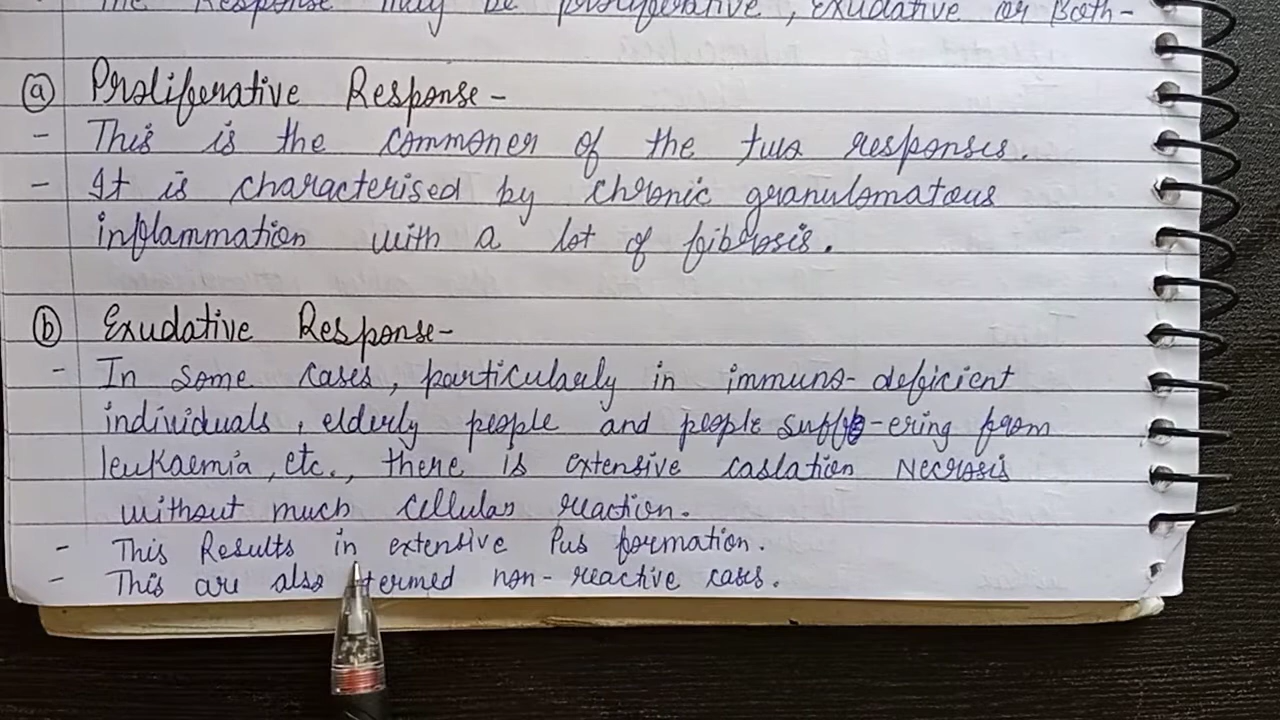 The Response may be proliferative, Exudative or Both-
ⓐ Proliferative Response-
- This is the commoner of the two responses.
- It is characterised by chronic granulomatous
inflammation with a lot of fibrosis.
ⓑ Exudative Response-
- In some cases, particularly in immuno-deficient
individuals, elderly people and people suff-ering from
leukaemia, etc., there is extensive caslation Necrosis
without much cellular reaction.
- This Results in extensive Pus formation.
- This are also termed non-reactive cases.